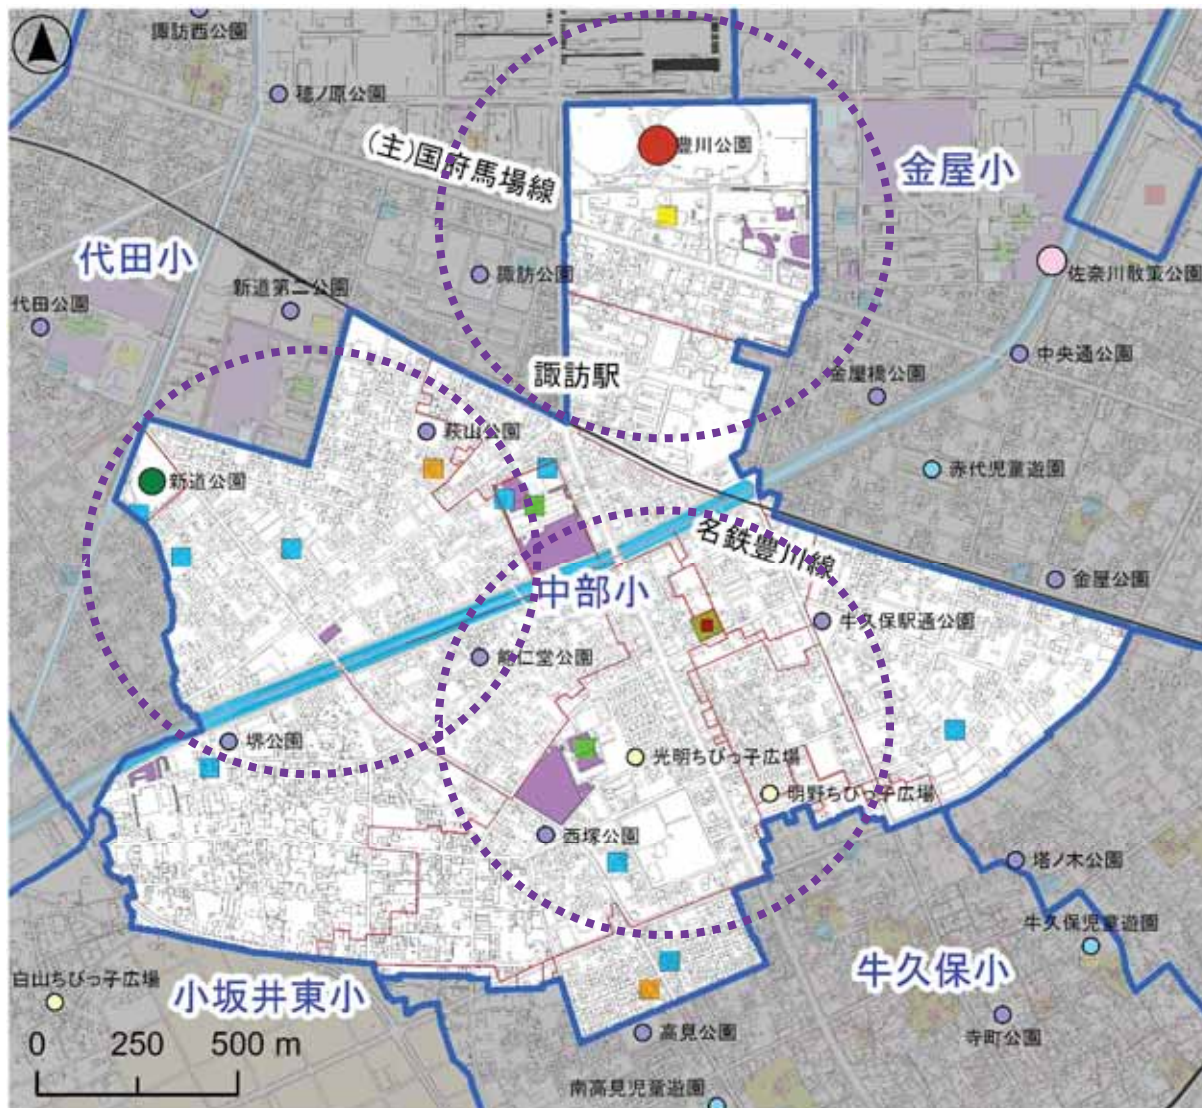 諏訪西公園
穂ノ原公園
(主)国府馬場線
豊川公園
金屋小
代田小
諏訪公園
佐奈川散策公園
新道第二公園
代田公園
中央通公園
諏訪駅
金屋橋公園
萩山公園
赤代児童遊園
新道公園
名鉄豊川線
金屋公園
中部小
牛久保駅通公園
能仁堂公園
堺公園
光明ちびっ子広場
明野ちびっ子広場
西塚公園
塔ノ木公園
牛久保児童遊園
牛久保小
白山ちびっ子広場
小坂井東小
寺町公園
高見公園
0 250 500 m
南高見児童遊園